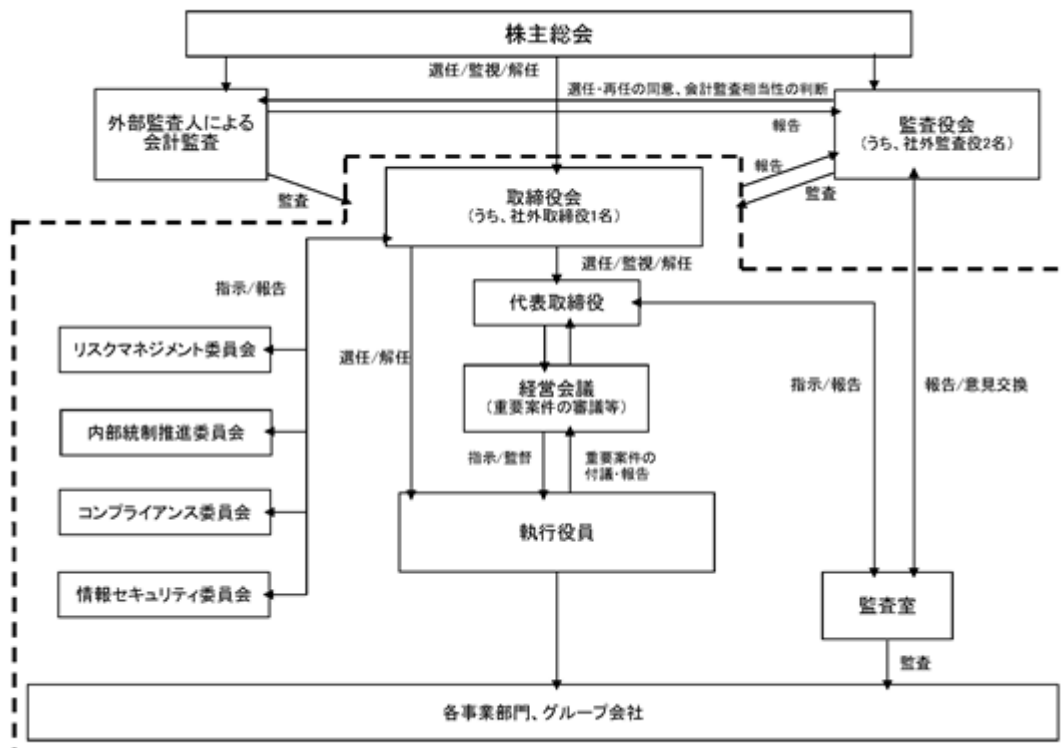 株主総会
選任/監視/解任
選任・再任の同意、会計監査相当性の判断
外部監査人による
会計監査
報告
監査役会
(うち、社外監査役2名)
監査
報告
監査
取締役会
(うち、社外取締役1名)
選任/監視/解任
指示/報告
代表取締役
リスクマネジメント委員会
選任/解任
経営会議
(重要案件の審議等)
指示/報告
報告/意見交換
内部統制推進委員会
指示/監督
重要案件の
付議・報告
コンプライアンス委員会
執行役員
情報セキュリティ委員会
監査室
監査
各事業部門、グループ会社